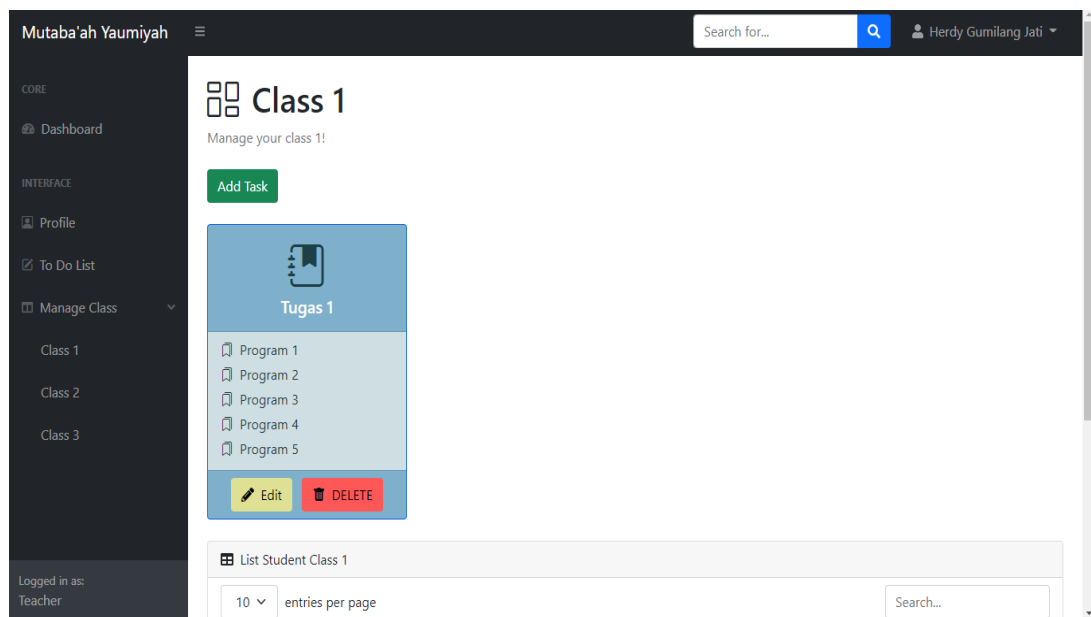 Mutaba'ah Yaumiyah
Search for...
Herdy Gumilang Jati
CORE
Dashboard
INTERFACE
Profile
To Do List
Manage Class
Class 1
Class 2
Class 3
Logged in as:
Teacher
Class 1
Manage your class 1!
Add Task
Tugas 1
Program 1
Program 2
Program 3
Program 4
Program 5
Edit
DELETE
List Student Class 1
10 entries per page
Search...